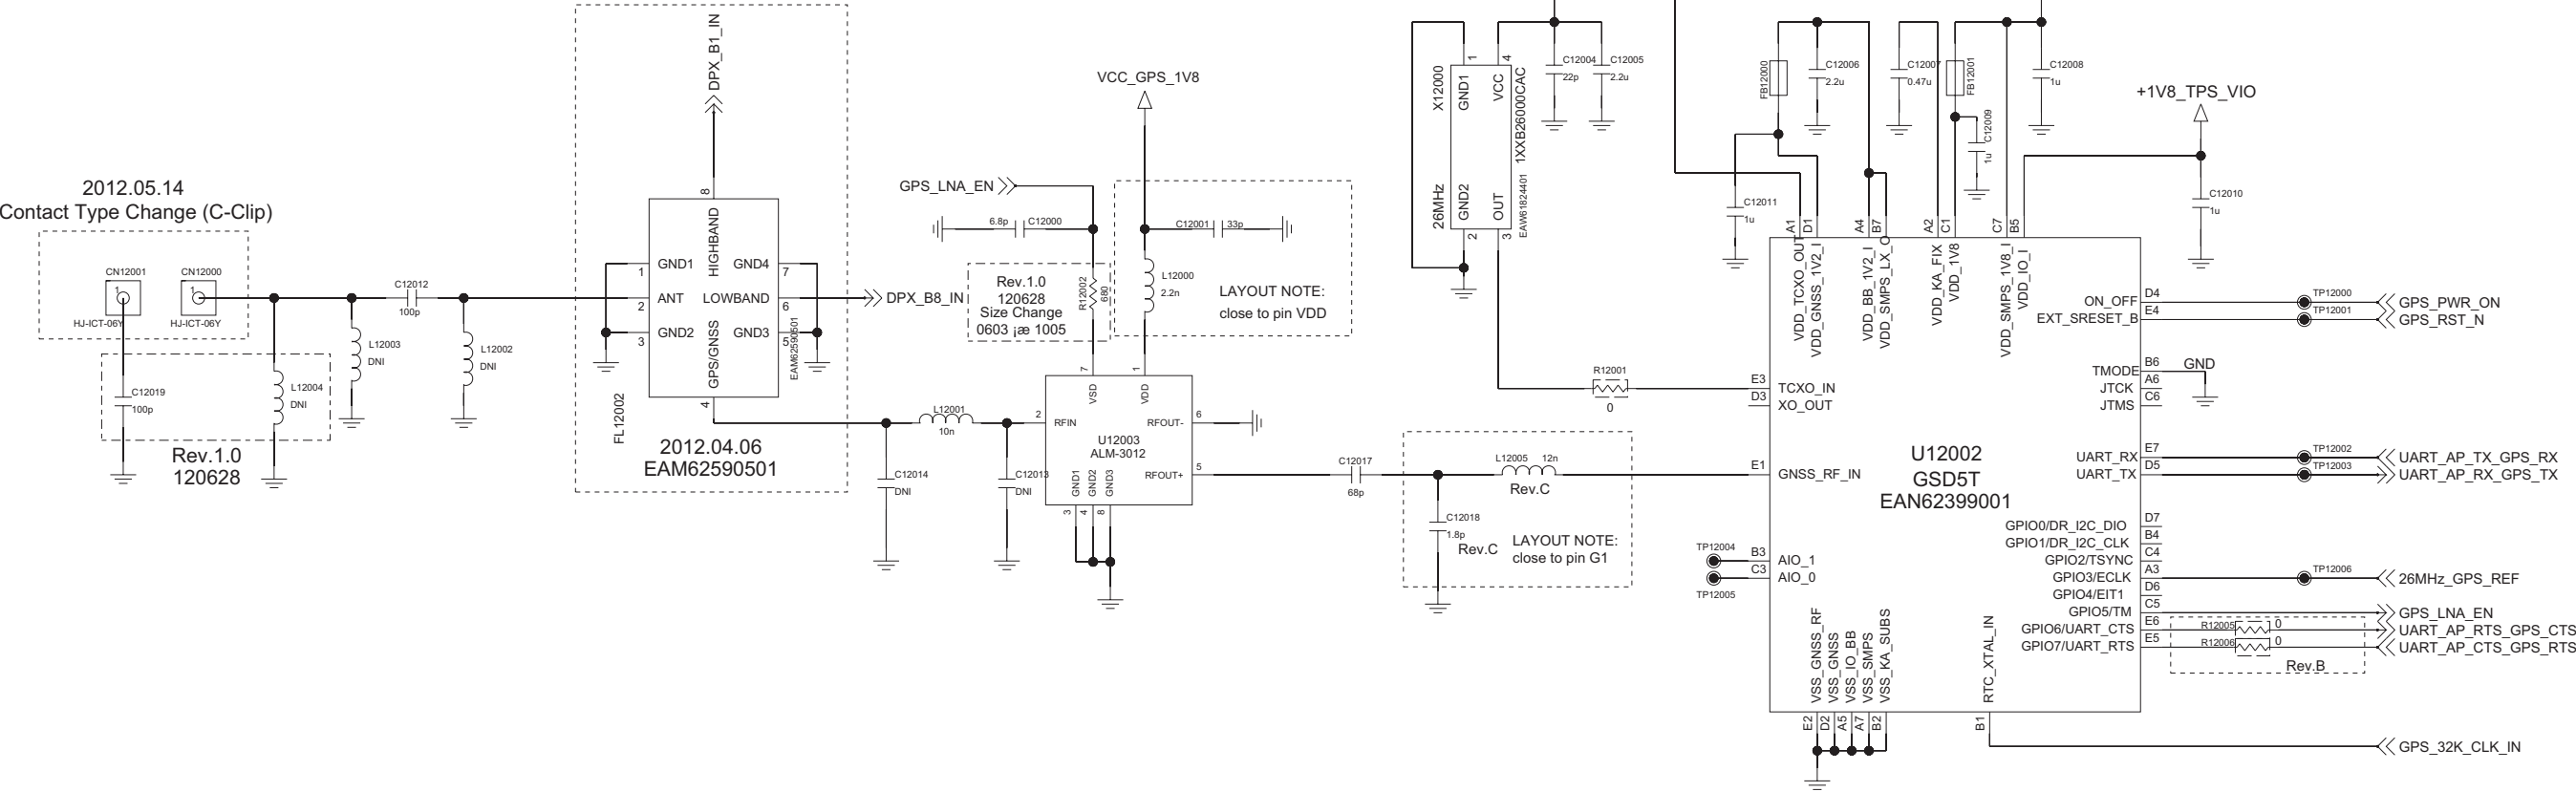 2012.05.14
Contact Type Change (C-Clip)
CN12001
CN12000
1
1
HJ-ICT-06Y
HJ-ICT-06Y
C12012
100p
L12003
DNI
L12002
DNI
C12019
100p
L12004
DNI
Rev.1.0
120628
DPX_B1_IN
8
HIGHBAND
GND1
1
ANT
2
GND2
3
GND4
7
LOWBAND
6
GND3
5
EAM62590501
GPS/GNSS
4
FL12002
2012.04.06
EAM62590501
DPX_B8_IN
VCC_GPS_1V8
GPS_LNA_EN
6.8p
C12000
C12001
33p
Rev.1.0
120628
Size Change
0603 ¡æ 1005
R12002
680
L12000
2.2n
LAYOUT NOTE:
close to pin VDD
L12001
10n
C12014
DNI
C12013
DNI
7
1
VSD
VDD
2
RFIN
RFOUT-
6
U12003
ALM-3012
RFOUT+
5
GND1
GND2
GND3
3
4
8
C12017
68p
L12005
12n
Rev.C
C12018
1.8p
Rev.C
LAYOUT NOTE:
close to pin G1
X12000
26MHz
1
4
GND1
VCC
GND2
OUT
2
3
1XXB26000CAC
EAW61824401
C12004
22p
C12005
2.2u
R12001
0
FB12000
C12006
2.2u
C12007
0.47u
FB12001
C12008
1u
C12009
1u
C12011
1u
+1V8_TPS_VIO
C12010
1u
A1
D1
A4
B7
A2
C1
C7
B5
VDD_TCXO_OUT
VDD_GNSS_1V2_I
VDD_BB_1V2_I
VDD_SMPS_LX_O
VDD_KA_FIX
VDD_1V8
VDD_SMPS_1V8_I
VDD_IO_I
E3
TCXO_IN
D3
XO_OUT
E1
GNSS_RF_IN
TP12004
B3
AIO_1
C3
AIO_0
TP12005
U12002
GSD5T
EAN62399001
ON_OFF
D4
TP12000
GPS_PWR_ON
EXT_SRESET_B
E4
TP12001
GPS_RST_N
TMODE
B6
GND
JTCK
A6
JTMS
C6
UART_RX
E7
TP12002
UART_AP_TX_GPS_RX
UART_TX
D5
TP12003
UART_AP_RX_GPS_TX
GPIO0/DR_I2C_DIO
D7
GPIO1/DR_I2C_CLK
B4
GPIO2/TSYNC
C4
GPIO3/ECLK
A3
TP12006
26MHz_GPS_REF
GPIO4/EIT1
D6
GPIO5/TM
C5
GPS_LNA_EN
GPIO6/UART_CTS
E6
R12005
0
UART_AP_RTS_GPS_CTS
GPIO7/UART_RTS
E5
R12006
0
UART_AP_CTS_GPS_RTS
Rev.B
VSS_GNSS_RF
VSS_GNSS
VSS_IO_BB
VSS_SMPS
VSS_KA_SUBS
RTC_XTAL_IN
E2
D2
A5
A7
B2
B1
GPS_32K_CLK_IN